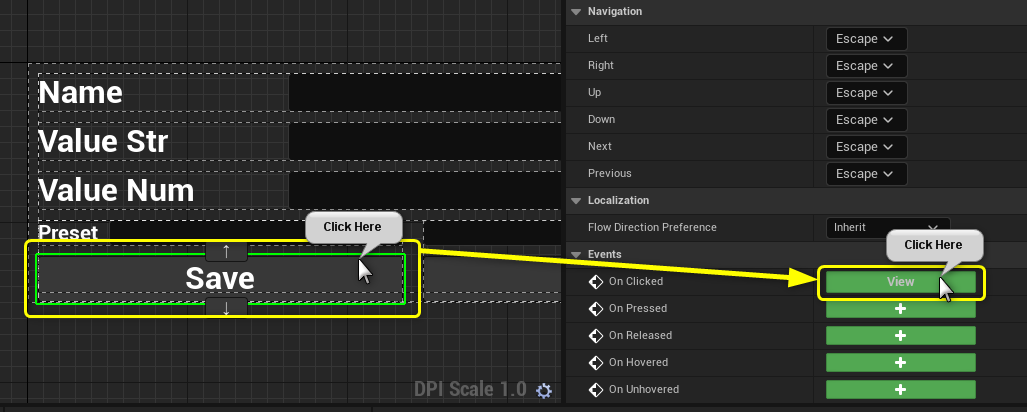 Name
Value Str
Value Num
Preset
Click Here
Save
DPI Scale 1.0
Navigation
Left Escape
Right Escape
Up Escape
Down Escape
Next Escape
Previous Escape
Localization
Flow Direction Preference Inherit
Click Here
Events
On Clicked View
On Pressed
On Released
On Hovered
On Unhovered